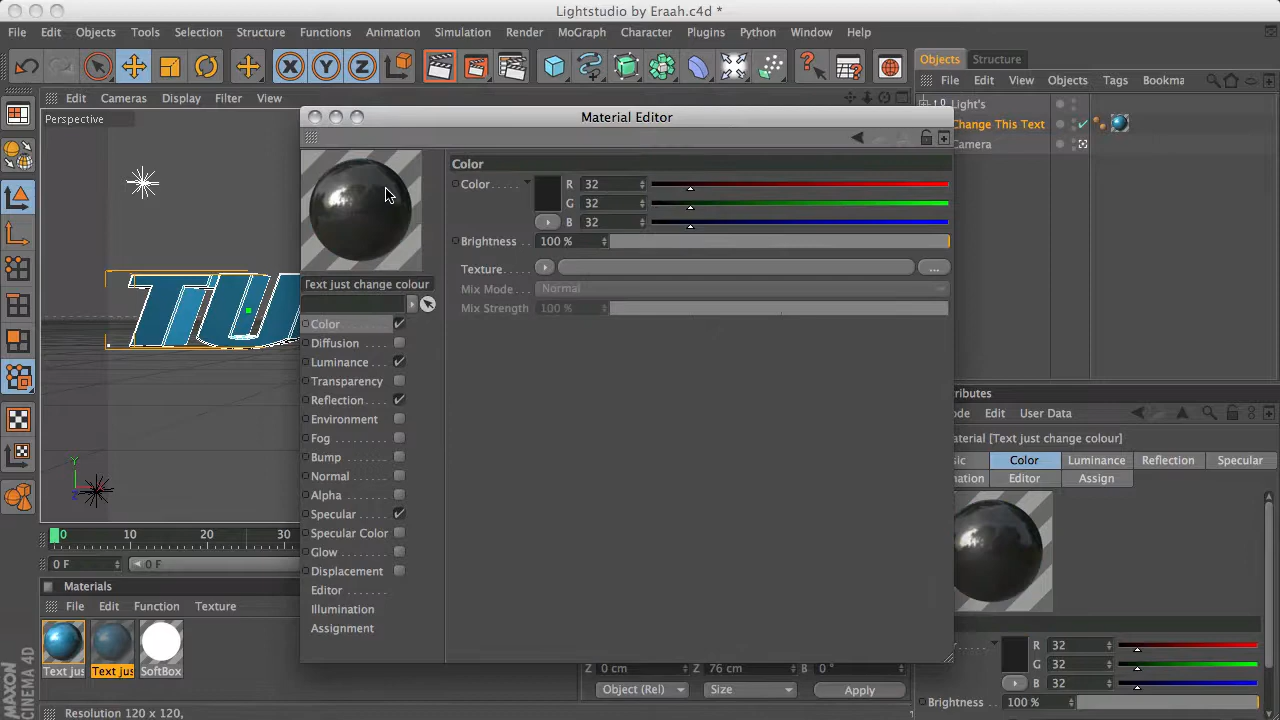 Lightstudio by Eraah.c4d *
File Edit Objects Tools Selection Structure Functions Animation Simulation Render MoGraph Character Plugins Python Window Help
X Y Z
Objects Structure
File Edit View Objects Tags Bookma
Edit Cameras Display Filter View
Perspective
Light's
Change This Text
Camera
TU
Y
Material Editor
Color
Color R 32
G 32
B 32
Brightness 100 %
Texture ...
Mix Mode Normal
Mix Strength 100 %
Text just change colour
Color
Diffusion
Luminance
Transparency
Reflection
Environment
Fog
Bump
Normal
Alpha
Specular
Specular Color
Glow
Displacement
Editor
Illumination
Assignment
Edit User Data
[Text just change colour]
Color Luminance Reflection Specular
Editor Assign
R 32
G 32
B 32
Brightness 100 %
0 10 20 30
0 F 0 F
Materials
File Edit Function Texture
Text jus Text jus SoftBox
Z 0 cm Z 76 cm B 0 °
Object (Rel) Size Apply
MAXON CINEMA 4D
Resolution 120 x 120,